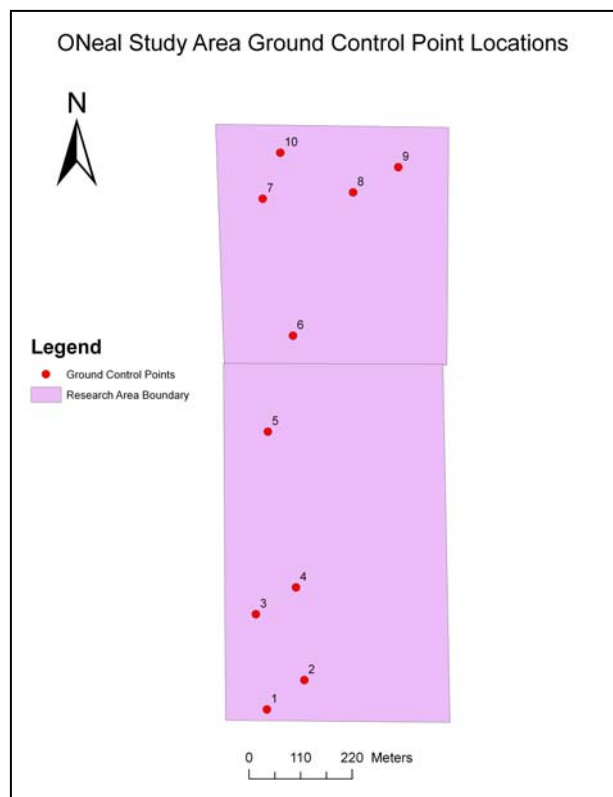 ONeal Study Area Ground Control Point Locations
N
10
9
8
7
6
Legend
Ground Control Points
Research Area Boundary
5
4
3
2
1
0 110 220 Meters